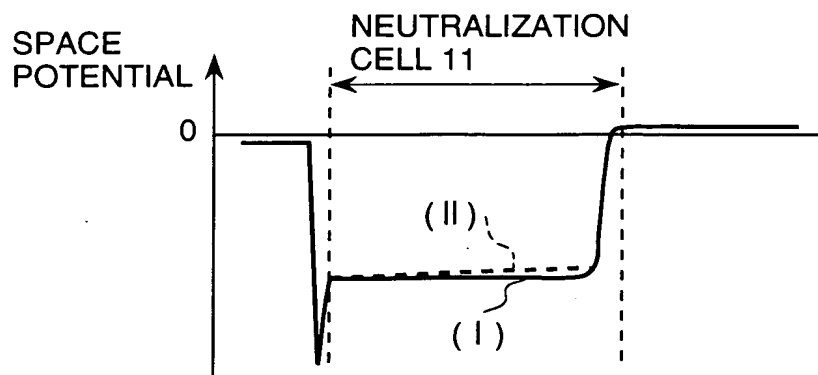 NEUTRALIZATION
CELL 11
SPACE
POTENTIAL
0
( II )
( I )